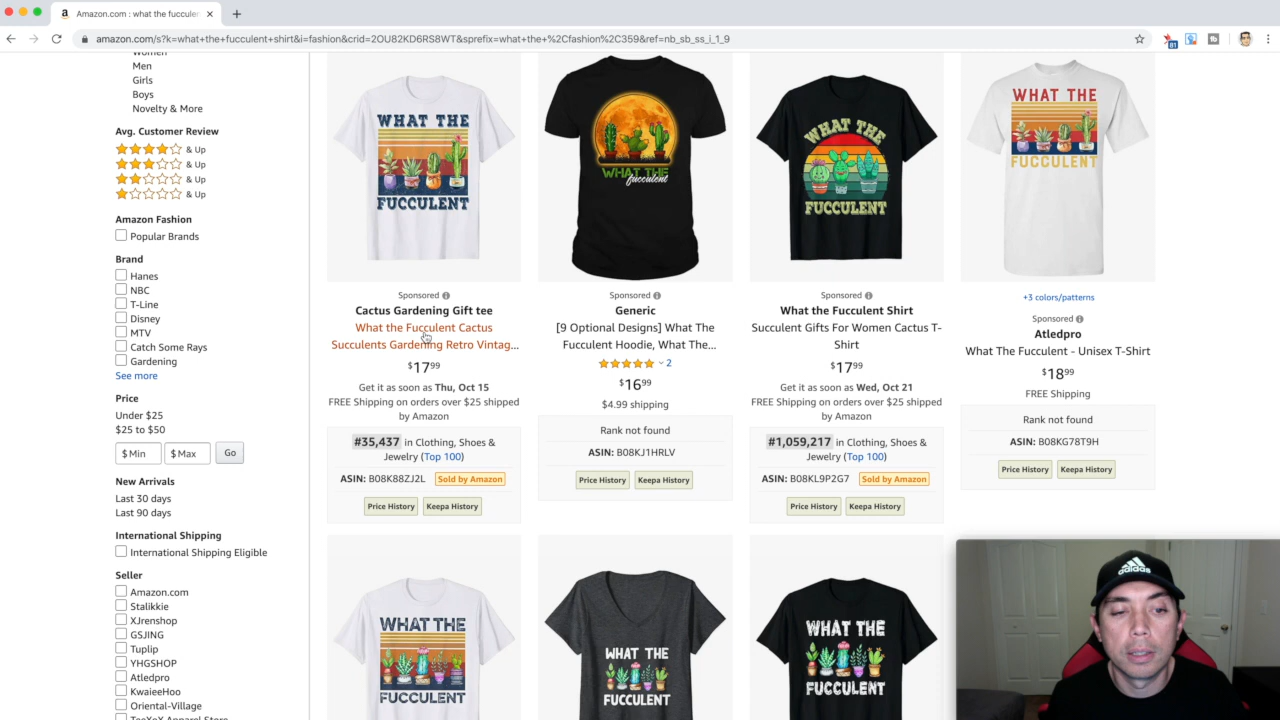 Amazon.com : what the fucculen
amazon.com/s?k=what+the+fucculent+shirt&i=fashion&crid=2OU82KD6RS8WT&sprefix=what+the+%2Cfashion%2C359&ref=nb_sb_ss_i_1_9
81
Women
Men
Girls
Boys
Novelty & More
Avg. Customer Review
& Up
& Up
& Up
& Up
Amazon Fashion
Popular Brands
Brand
Hanes
NBC
T-Line
Disney
MTV
Catch Some Rays
Gardening
See more
Price
Under $25
$25 to $50
$ Min
$ Max
Go
New Arrivals
Last 30 days
Last 90 days
International Shipping
International Shipping Eligible
Seller
Amazon.com
Stalikkie
XJrenshop
GSJING
Tuplip
YHGSHOP
Atledpro
KwaieeHoo
Oriental-Village
TeeXoX Apparel Store
WHAT THE
FUCCULENT
Sponsored
Cactus Gardening Gift tee
What the Fucculent Cactus
Succulents Gardening Retro Vintag...
$1799
Get it as soon as Thu, Oct 15
FREE Shipping on orders over $25 shipped
by Amazon
#35,437 in Clothing, Shoes &
Jewelry (Top 100)
ASIN: B08K88ZJ2L Sold by Amazon
Price History Keepa History
WHAT THE
fucculent
Sponsored
Generic
[9 Optional Designs] What The
Fucculent Hoodie, What The...
2
$1699
$4.99 shipping
Rank not found
ASIN: B08KJ1HRLV
Price History Keepa History
WHAT THE
FUCCULENT
Sponsored
What the Fucculent Shirt
Succulent Gifts For Women Cactus T-
Shirt
$1799
Get it as soon as Wed, Oct 21
FREE Shipping on orders over $25 shipped
by Amazon
#1,059,217 in Clothing, Shoes &
Jewelry (Top 100)
ASIN: B08KL9P2G7 Sold by Amazon
Price History Keepa History
WHAT THE
FUCCULENT
+3 colors/patterns
Sponsored
Atledpro
What The Fucculent - Unisex T-Shirt
$1899
FREE Shipping
Rank not found
ASIN: B08KG78T9H
Price History Keepa History
WHAT THE
FUCCULENT
WHAT THE
FUCCULENT
WHAT THE
FUCCULENT
adidas